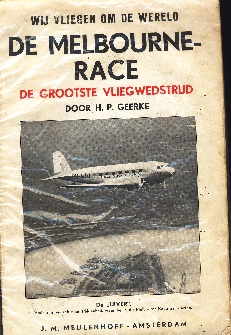 WIJ VLIEGEN OM DE WERELD
DE MELBOURNE-
RACE
DE GROOTSTE VLIEGWEDSTRIJD
DOOR H. P. GEERKE
De „UIVER”.
J. M. MEULENHOFF - AMSTERDAM